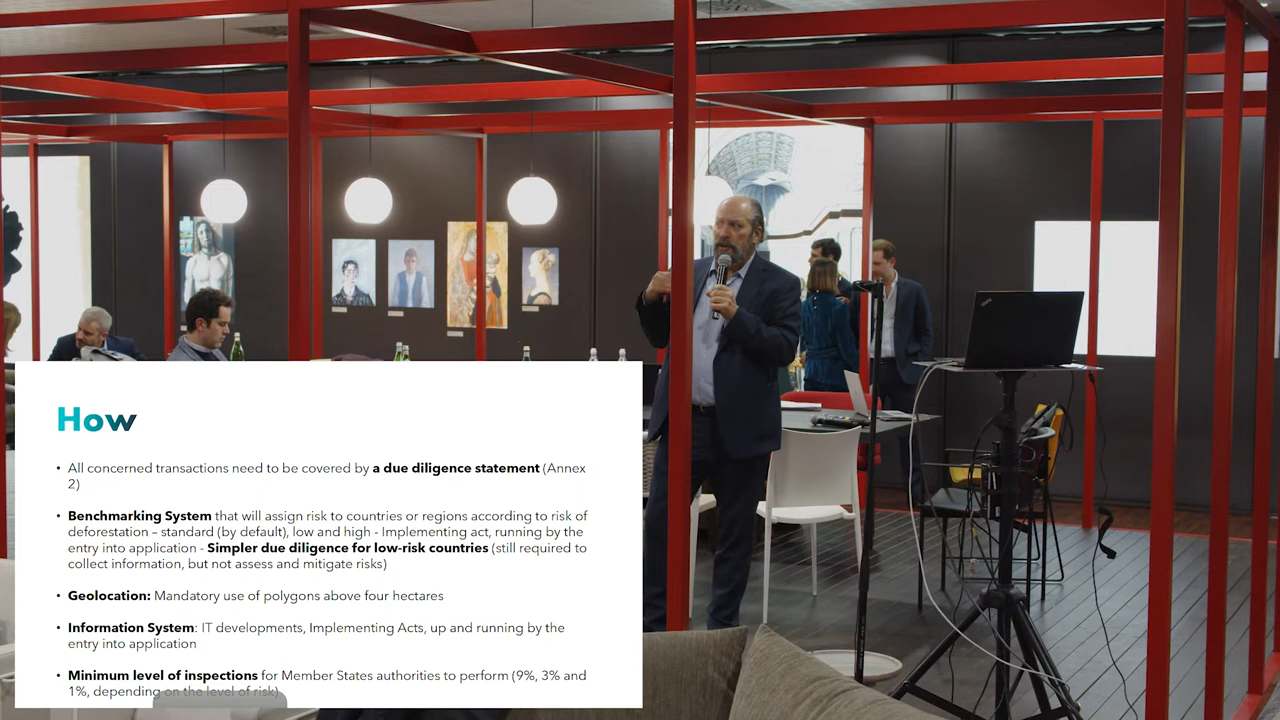 How
• All concerned transactions need to be covered by a due diligence statement (Annex
2)
• Benchmarking System that will assign risk to countries or regions according to risk of
deforestation – standard (by default), low and high - Implementing act, running by the
entry into application - Simpler due diligence for low-risk countries (still required to
collect information, but not assess and mitigate risks)
• Geolocation: Mandatory use of polygons above four hectares
• Information System: IT developments, Implementing Acts, up and running by the
entry into application
• Minimum level of inspections for Member States authorities to perform (9%, 3% and
1%, depending on the level of risk)